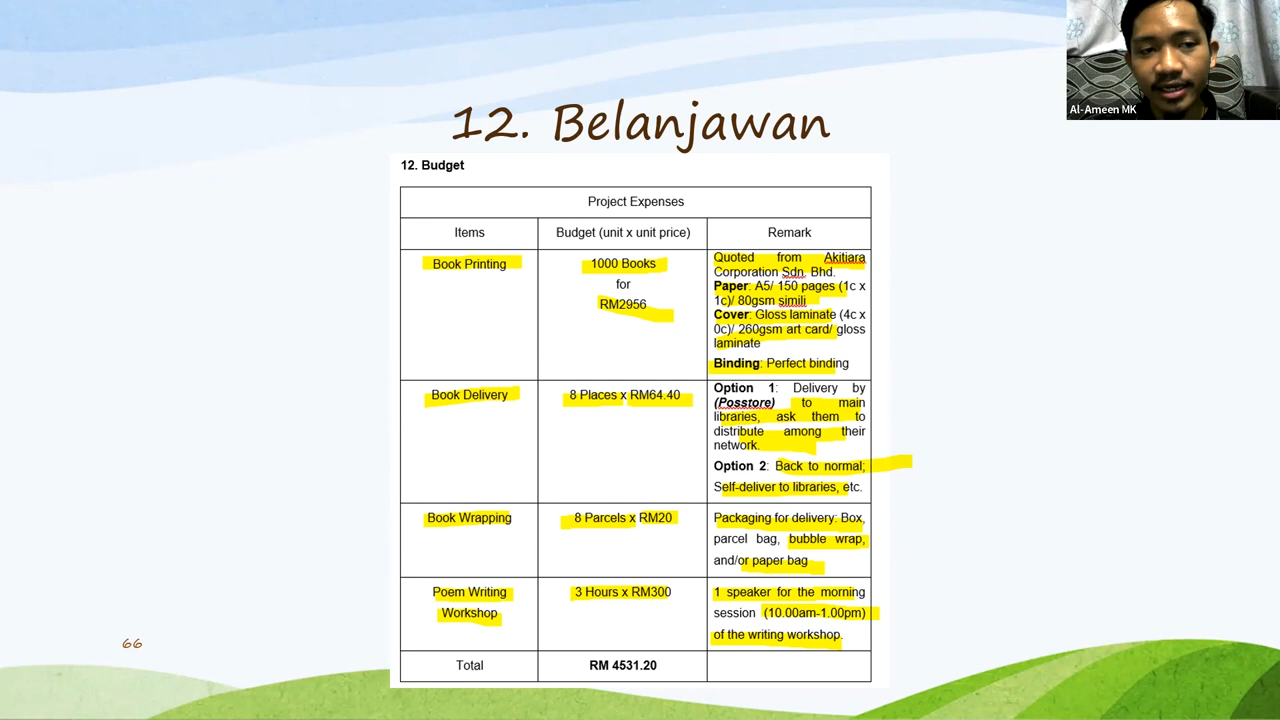 Al-Ameen MK
12. Belanjawan
12. Budget
Project Expenses
Items
Budget (unit x unit price)
Remark
Book Printing
1000 Books
for
RM2956
Quoted from Akitiara
Corporation Sdn. Bhd.
Paper: A5/ 150 pages (1c x
1c)/ 80gsm simili
Cover: Gloss laminate (4c x
0c)/ 260gsm art card/ gloss
laminate
Binding: Perfect binding
Book Delivery
8 Places x RM64.40
Option 1: Delivery by
(Posstore) to main
libraries, ask them to
distribute among their
network.
Option 2: Back to normal;
Self-deliver to libraries, etc.
Book Wrapping
8 Parcels x RM20
Packaging for delivery: Box,
parcel bag, bubble wrap,
and/or paper bag
Poem Writing
Workshop
3 Hours x RM300
1 speaker for the morning
session (10.00am-1.00pm)
of the writing workshop.
Total
RM 4531.20
66